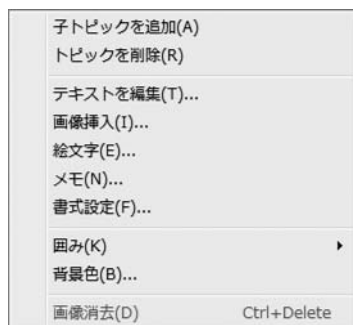 子トピックを追加(A)
トピックを削除(R)
テキストを編集(T)...
画像挿入(I)...
絵文字(E)...
メモ(N)...
書式設定(F)...
囲み(K)
背景色(B)...
画像消去(D) Ctrl+Delete